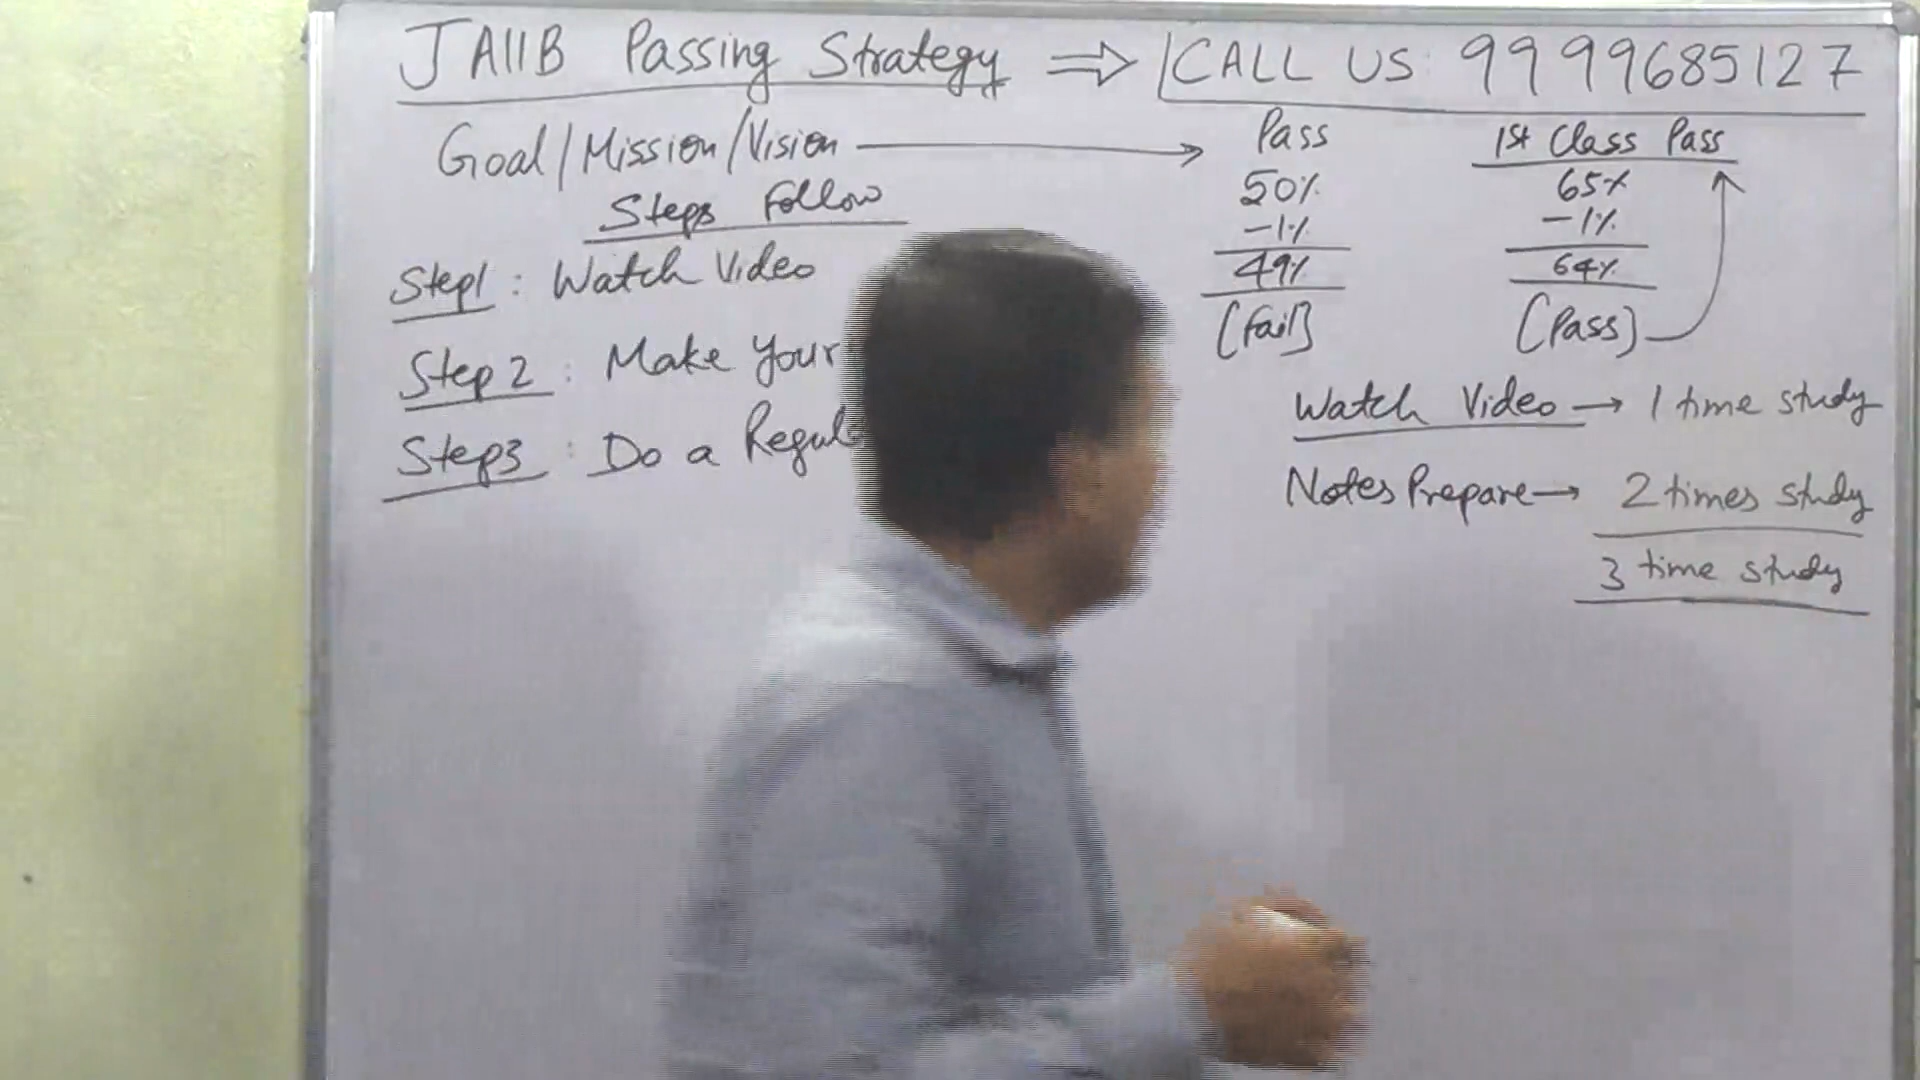 JAIIB Passing Strategy ⇒ CALL US: 9999685127
Goal/Mission/Vision →
Steps Follow
Step1 : Watch Video
Step 2 : Make Your
Step3 : Do a
Pass
50%
-1%
49%
[Fail]
1st Class Pass
65%
-1%
64%
[Pass]
Watch Video → 1 time study
Notes Prepare → 2 times study
3 time study